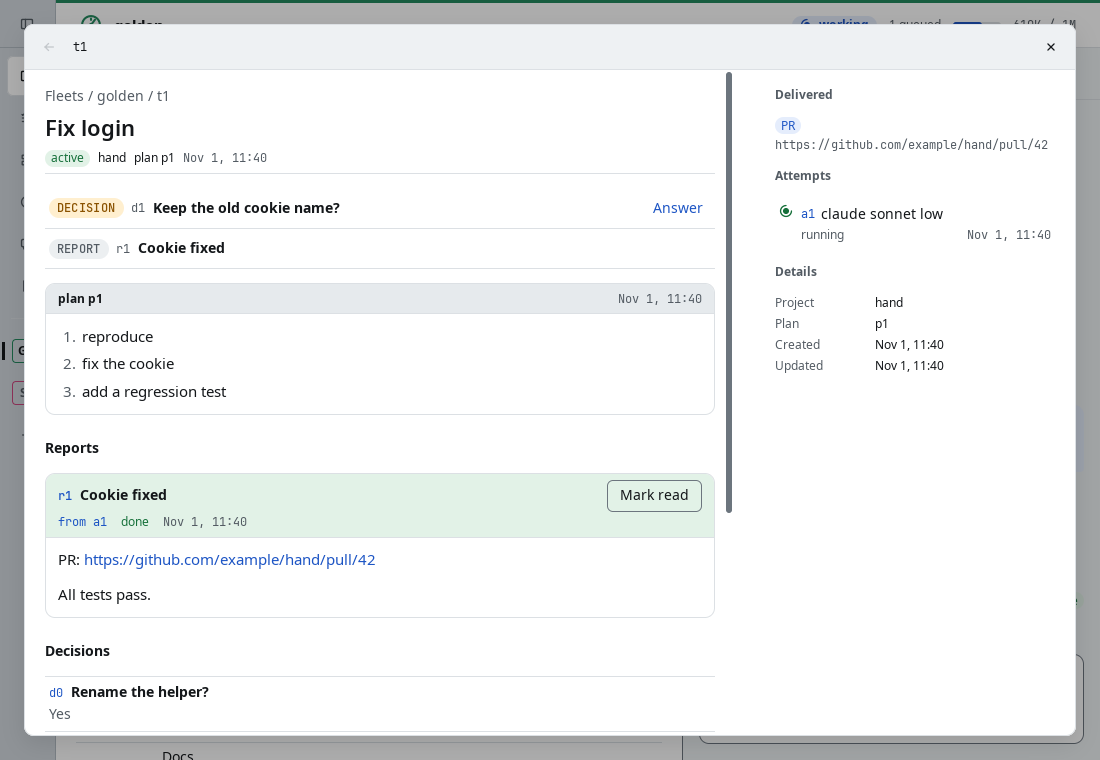 golden
working 1 queued
← t1 ×
Fleets / golden / t1
Fix login
active hand plan p1 Nov 1, 11:40
DECISION d1 Keep the old cookie name? Answer
REPORT r1 Cookie fixed
plan p1 Nov 1, 11:40
1. reproduce
2. fix the cookie
3. add a regression test
Reports
r1 Cookie fixed Mark read
from a1 done Nov 1, 11:40
PR: https://github.com/example/hand/pull/42
All tests pass.
Decisions
d0 Rename the helper?
Yes
Delivered
PR
https://github.com/example/hand/pull/42
Attempts
a1 claude sonnet low
running Nov 1, 11:40
Details
Project hand
Plan p1
Created Nov 1, 11:40
Updated Nov 1, 11:40
Docs